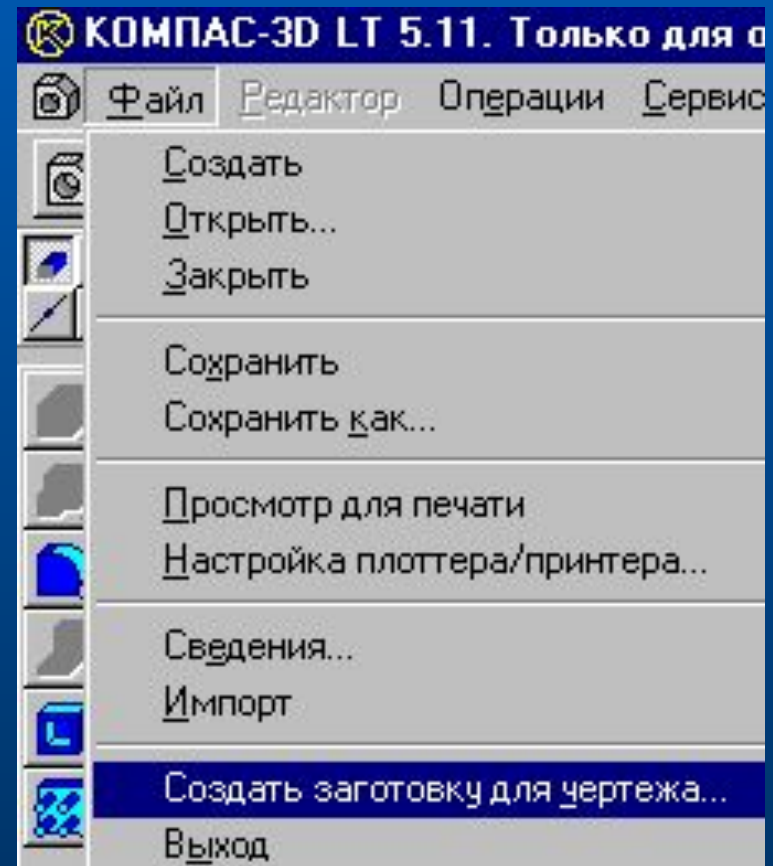 КОМПАС-3D LT 5.11. Только для о
Файл Редактор Операции Сервис
Создать
Открыть...
Закрыть
Сохранить
Сохранить как...
Просмотр для печати
Настройка плоттера/принтера...
Сведения...
Импорт
Создать заготовку для чертежа...
Выход